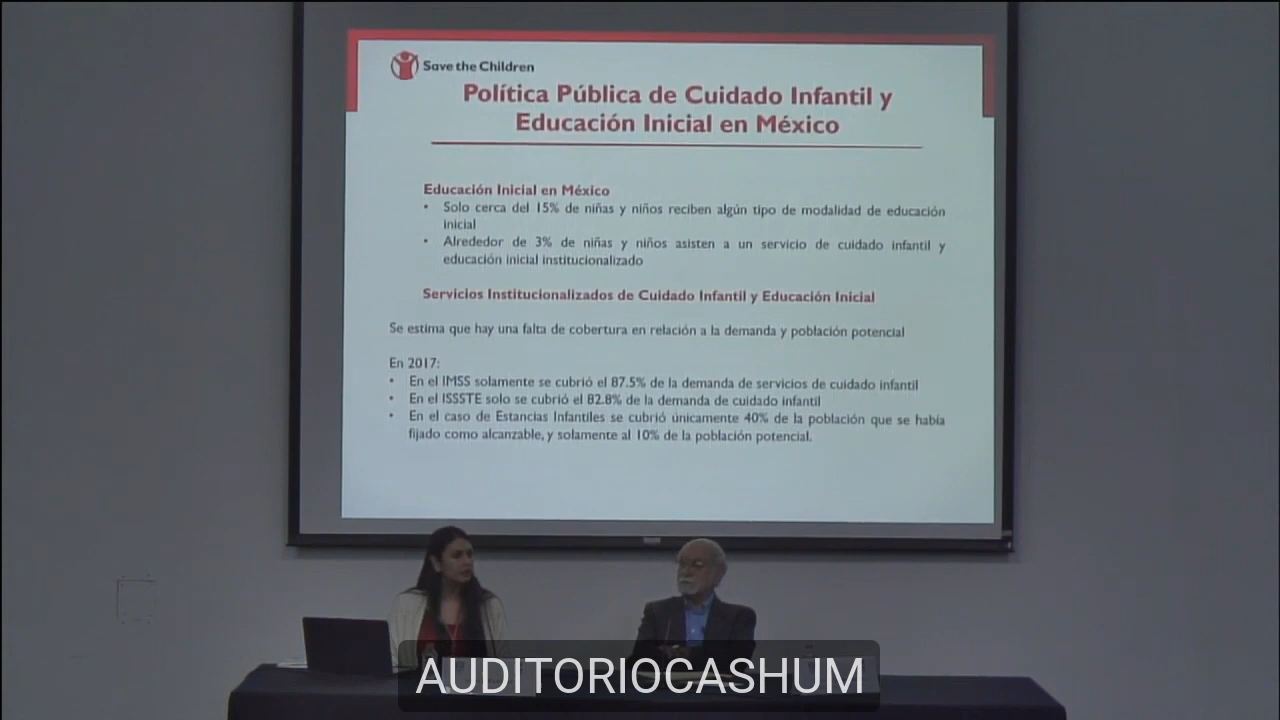 Save the Children
Política Pública de Cuidado Infantil y
Educación Inicial en México
Educación Inicial en México
• Solo cerca del 15% de niñas y niños reciben algún tipo de modalidad de educación
inicial
• Alrededor de 3% de niñas y niños asisten a un servicio de cuidado infantil y
educación inicial institucionalizado
Servicios Institucionalizados de Cuidado Infantil y Educación Inicial
Se estima que hay una falta de cobertura en relación a la demanda y población potencial
En 2017:
• En el IMSS solamente se cubrió el 87.5% de la demanda de servicios de cuidado infantil
• En el ISSSTE solo se cubrió el 82.8% de la demanda de cuidado infantil
• En el caso de Estancias Infantiles se cubrió únicamente 40% de la población que se había
fijado como alcanzable, y solamente al 10% de la población potencial.
AUDITORIOCASHUM